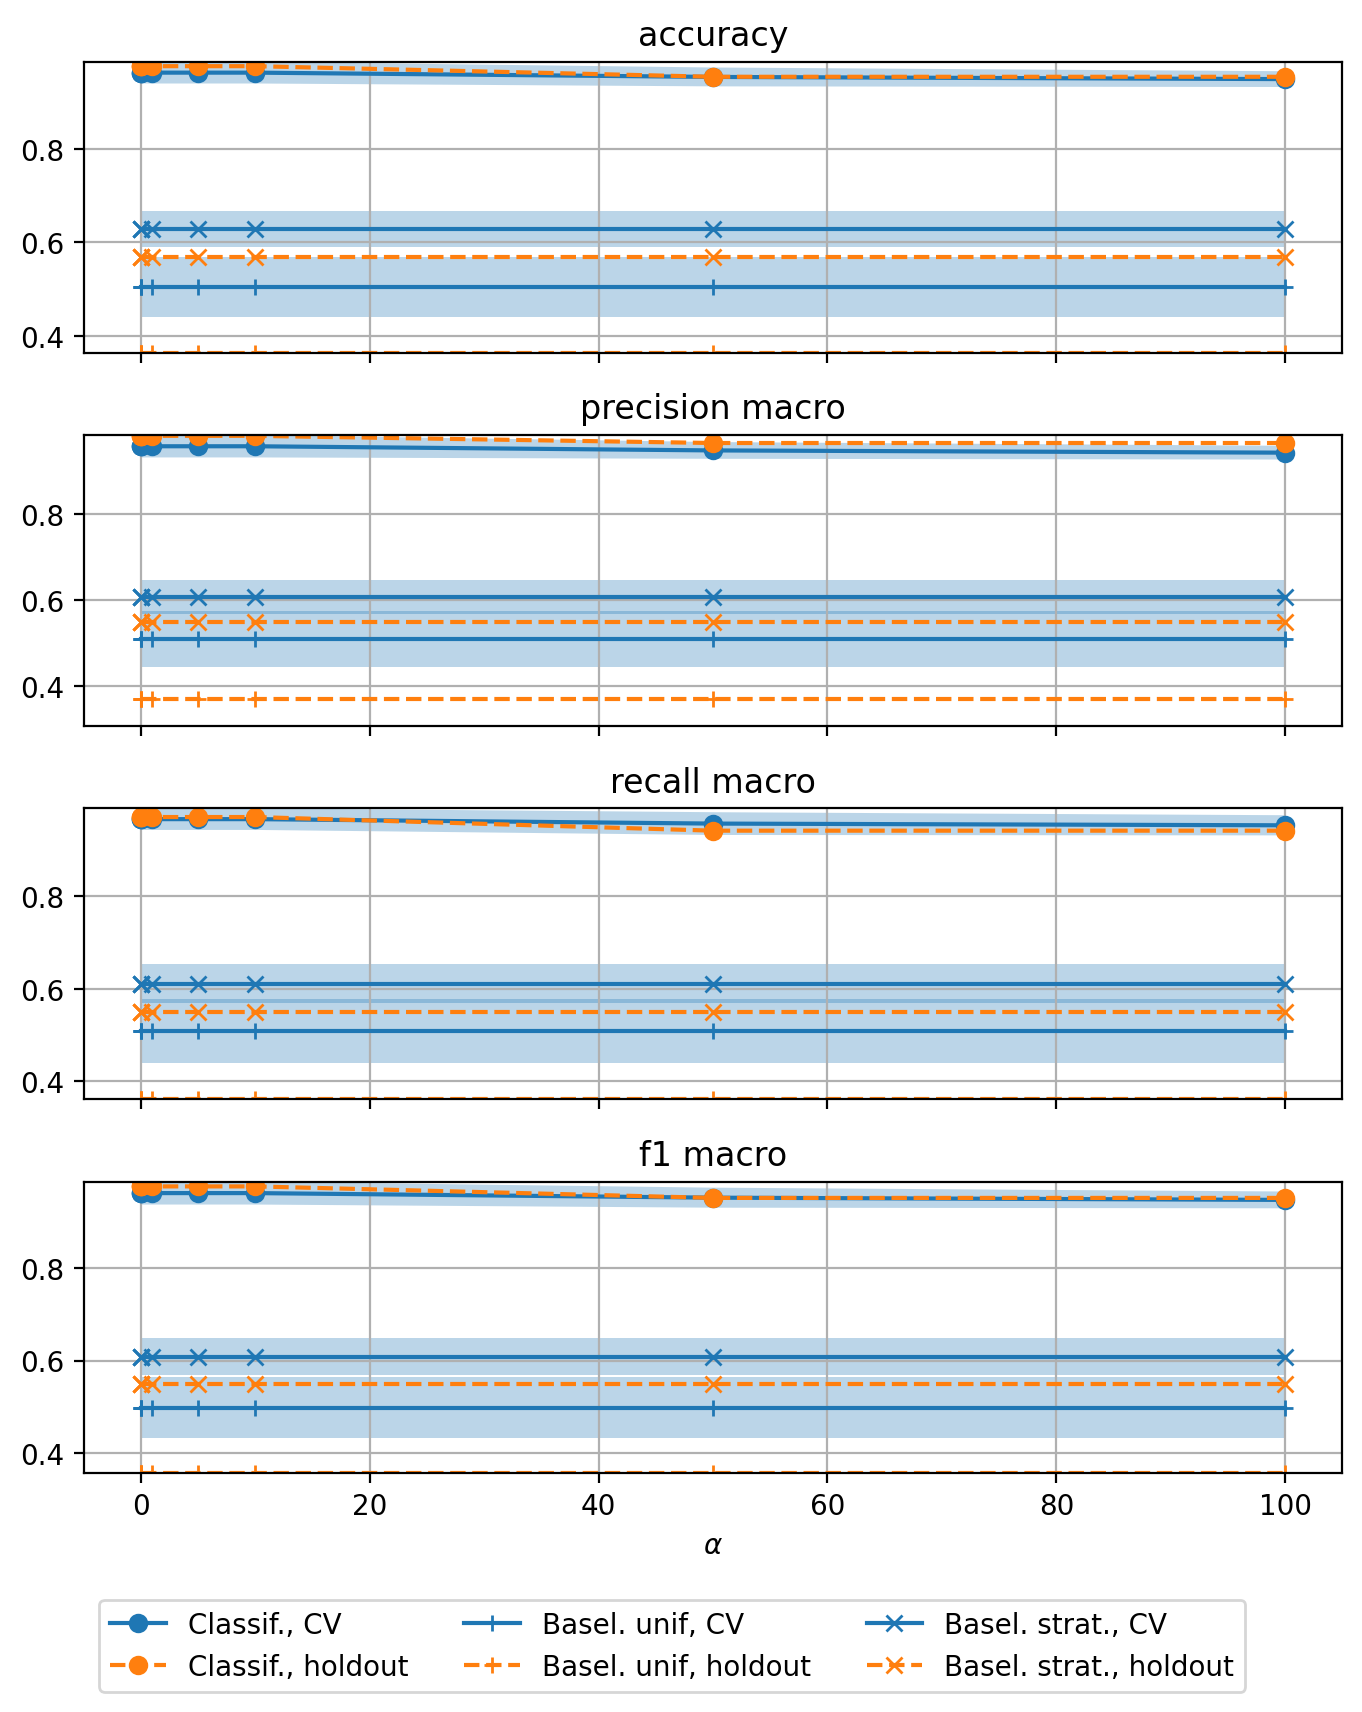 accuracy
0.8
0.6
0.4
precision macro
0.8
0.6
0.4
recall macro
0.8
0.6
0.4
f1 macro
0.8
0.6
0.4
0 20 40 60 80 100
α
Classif., CV Basel. unif, CV Basel. strat., CV
Classif., holdout Basel. unif, holdout Basel. strat., holdout